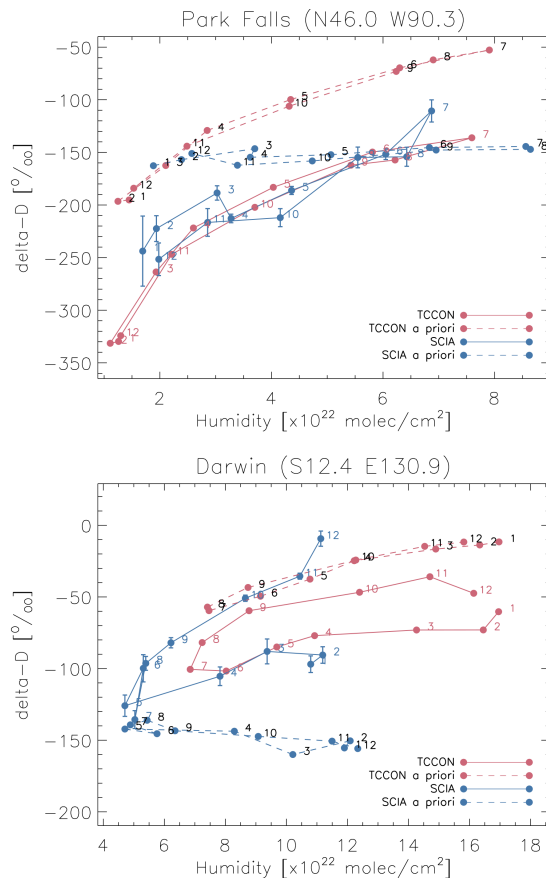 Park Falls (N46.0 W90.3)
−50
−100
−150
−200
−250
−300
−350
delta-D [º/₀₀]
2
4
6
8
Humidity [x10²² molec/cm²]
TCCON
TCCON a priori
SCIA
SCIA a priori
Darwin (S12.4 E130.9)
0
−50
−100
−150
−200
delta-D [º/₀₀]
4
6
8
10
12
14
16
18
Humidity [x10²² molec/cm²]
TCCON
TCCON a priori
SCIA
SCIA a priori